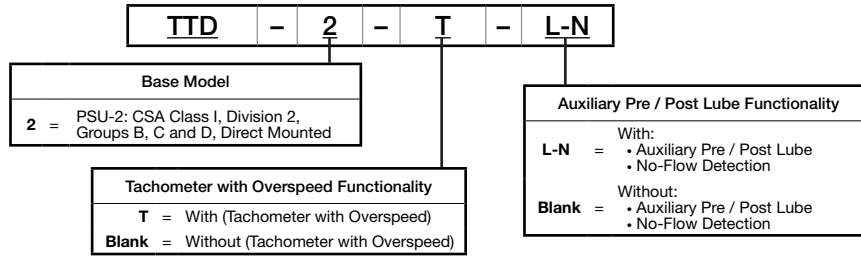 TTD – 2 – T – L-N
Base Model
2 = PSU-2: CSA Class I, Division 2,
Groups B, C and D, Direct Mounted
Tachometer with Overspeed Functionality
T = With (Tachometer with Overspeed)
Blank = Without (Tachometer with Overspeed)
Auxiliary Pre / Post Lube Functionality
With:
L-N = • Auxiliary Pre / Post Lube
• No-Flow Detection
Without:
Blank = • Auxiliary Pre / Post Lube
• No-Flow Detection